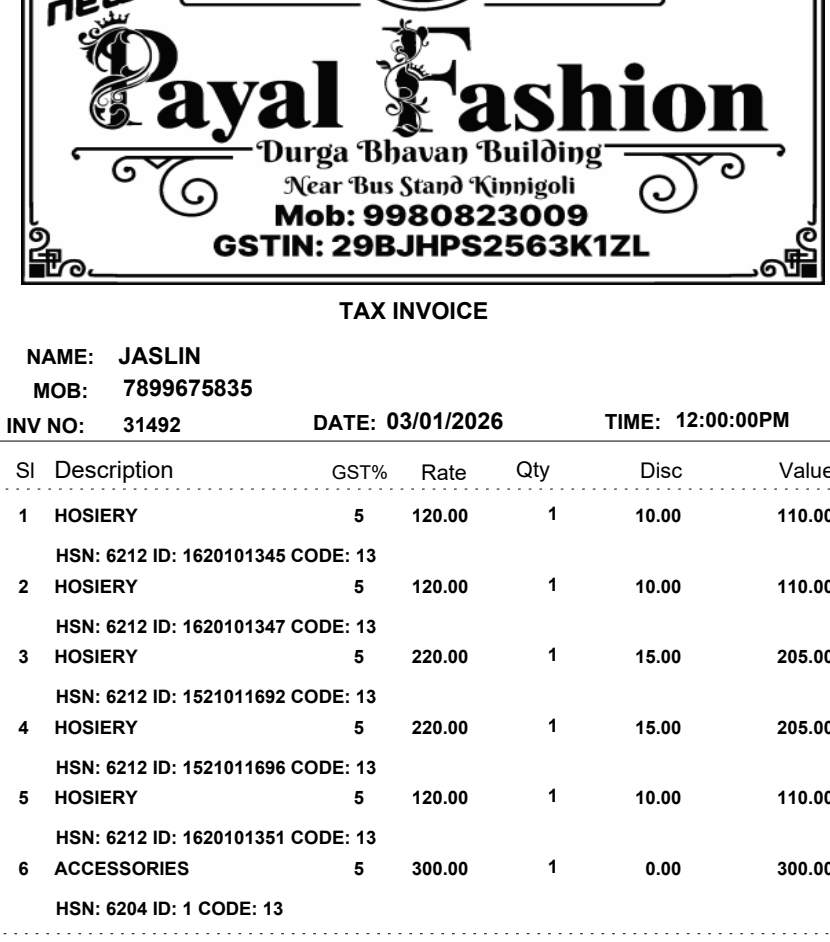 new
Payal Fashion
Durga Bhavan Building
Near Bus Stand Kinnigoli
Mob: 9980823009
GSTIN: 29BJHPS2563K1ZL
TAX INVOICE
NAME: JASLIN
MOB: 7899675835
INV NO: 31492 DATE: 03/01/2026 TIME: 12:00:00PM
Sl Description GST% Rate Qty Disc Value
1 HOSIERY 5 120.00 1 10.00 110.00
HSN: 6212 ID: 1620101345 CODE: 13
2 HOSIERY 5 120.00 1 10.00 110.00
HSN: 6212 ID: 1620101347 CODE: 13
3 HOSIERY 5 220.00 1 15.00 205.00
HSN: 6212 ID: 1521011692 CODE: 13
4 HOSIERY 5 220.00 1 15.00 205.00
HSN: 6212 ID: 1521011696 CODE: 13
5 HOSIERY 5 120.00 1 10.00 110.00
HSN: 6212 ID: 1620101351 CODE: 13
6 ACCESSORIES 5 300.00 1 0.00 300.00
HSN: 6204 ID: 1 CODE: 13